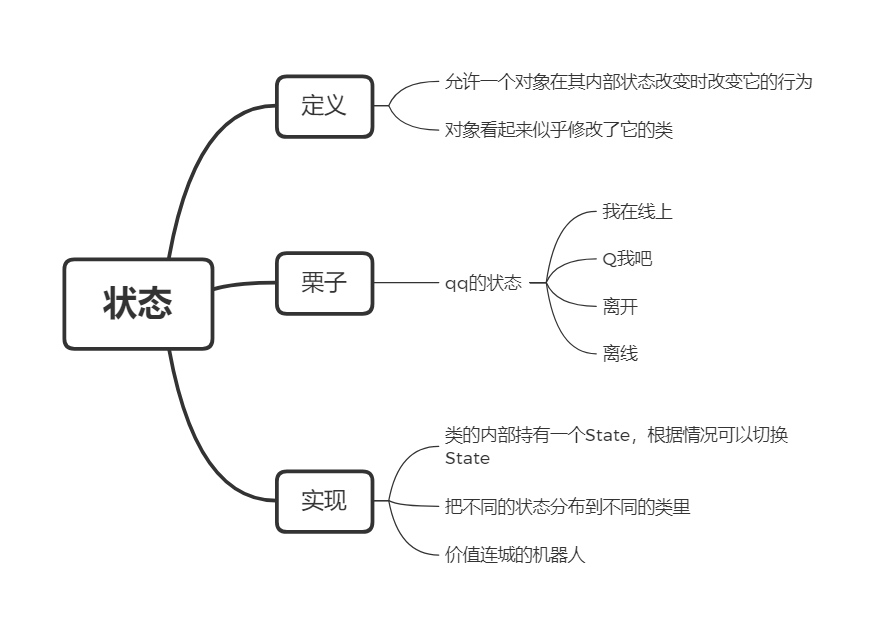 状态
定义
允许一个对象在其内部状态改变时改变它的行为
对象看起来似乎修改了它的类
栗子
qq的状态
我在线上
Q我吧
离开
离线
实现
类的内部持有一个State，根据情况可以切换
State
把不同的状态分布到不同的类里
价值连城的机器人